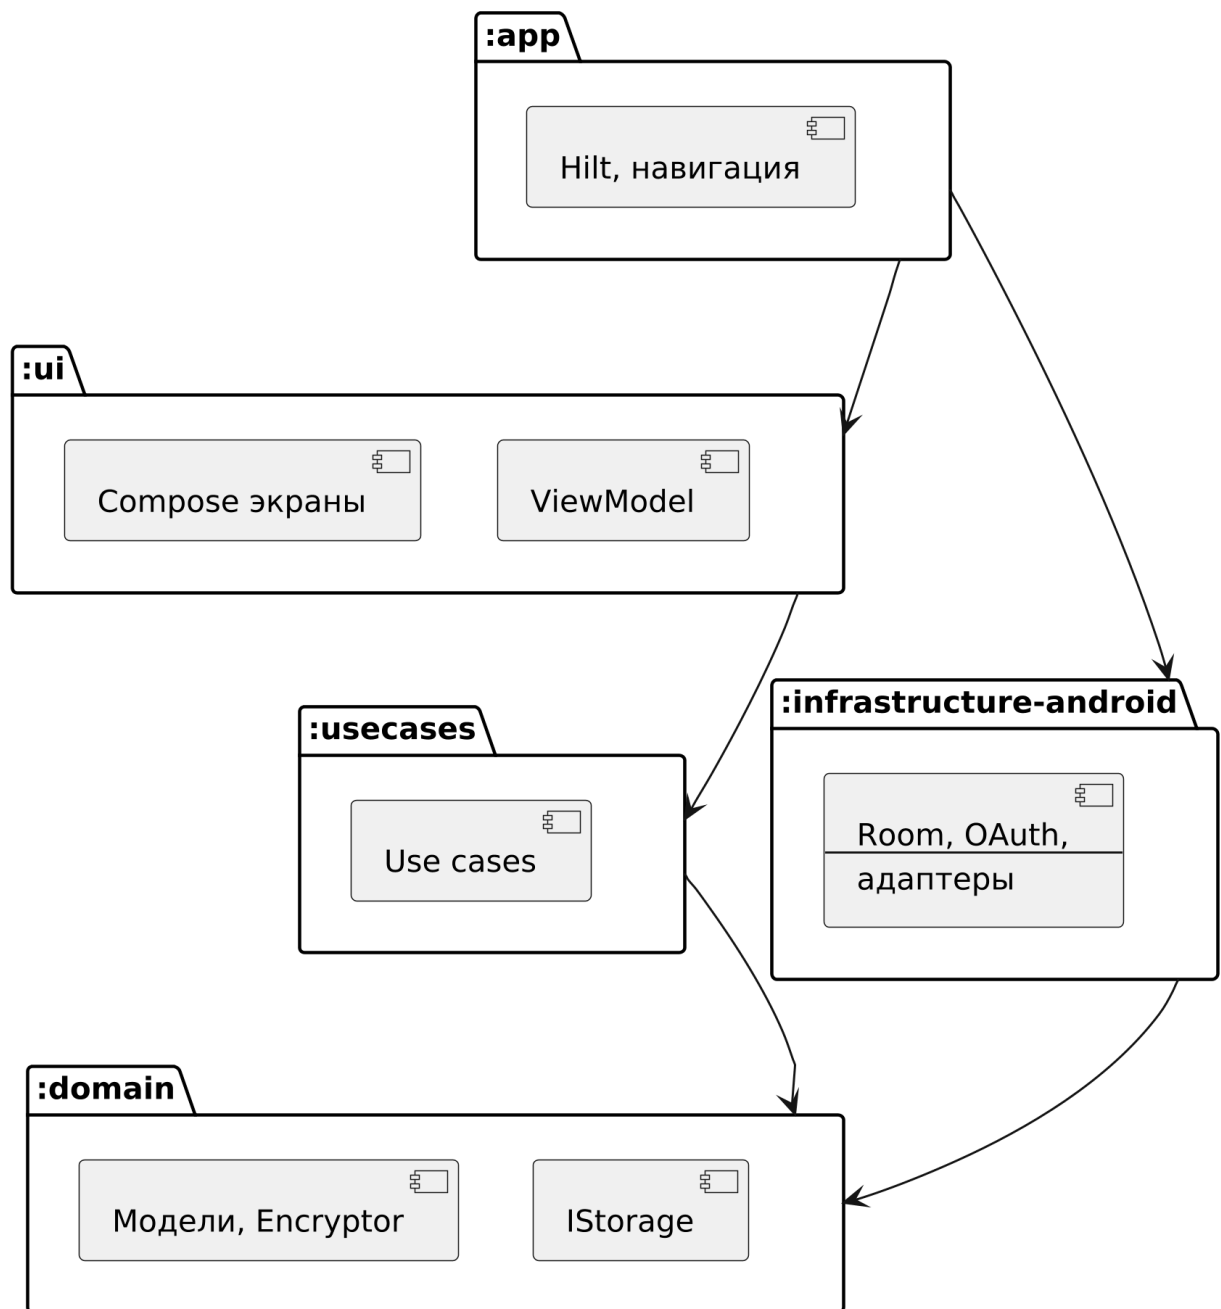 :app
Hilt, навигация
:ui
Compose экраны
ViewModel
:usecases
Use cases
:infrastructure-android
Room, OAuth,
адаптеры
:domain
Модели, Encryptor
IStorage